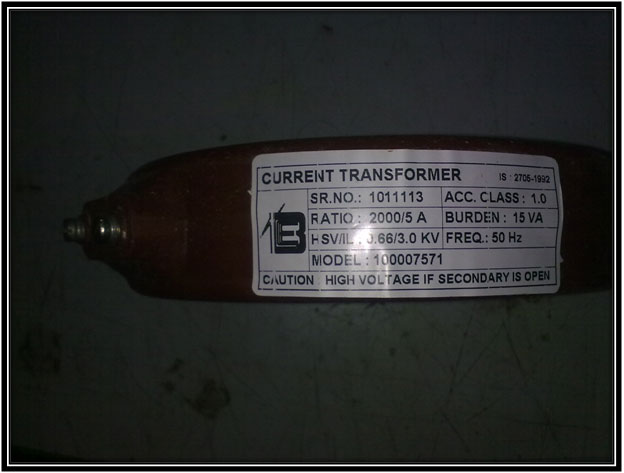 CURRENT TRANSFORMER IS : 2705-1992
SR.NO.: 1011113 ACC. CLASS : 1.0
RATIO : 2000/5 A BURDEN : 15 VA
HSV/IL : 0.66/3.0 KV FREQ.: 50 Hz
MODEL : 100007571
CAUTION : HIGH VOLTAGE IF SECONDARY IS OPEN